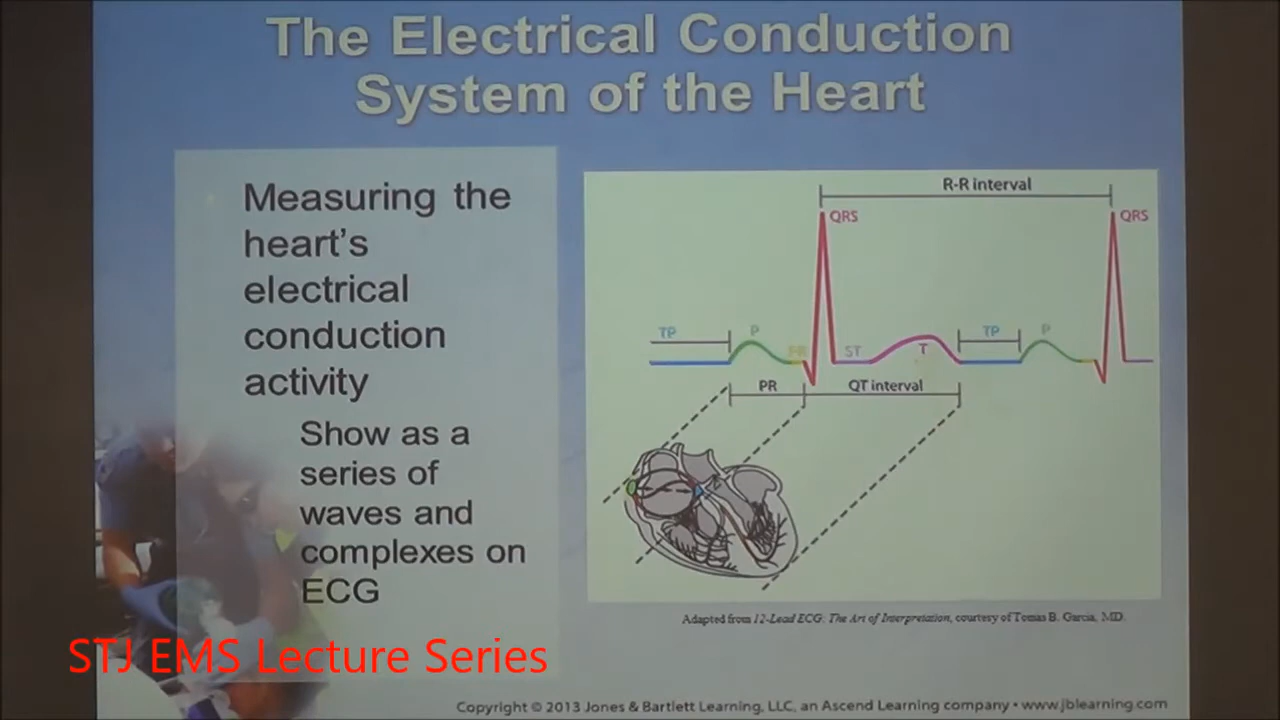 The Electrical Conduction
System of the Heart
Measuring the
heart's
electrical
conduction
activity
Show as a
series of
waves and
complexes on
ECG
R-R interval
QRS
QRS
TP
P
PR
ST
T
TP
P
PR
QT interval
Adapted from 12-Lead ECG: The Art of Interpretation, courtesy of Tomas B. Garcia, MD.
STJ EMS Lecture Series
Copyright © 2013 Jones & Bartlett Learning, LLC, an Ascend Learning company • www.jblearning.com